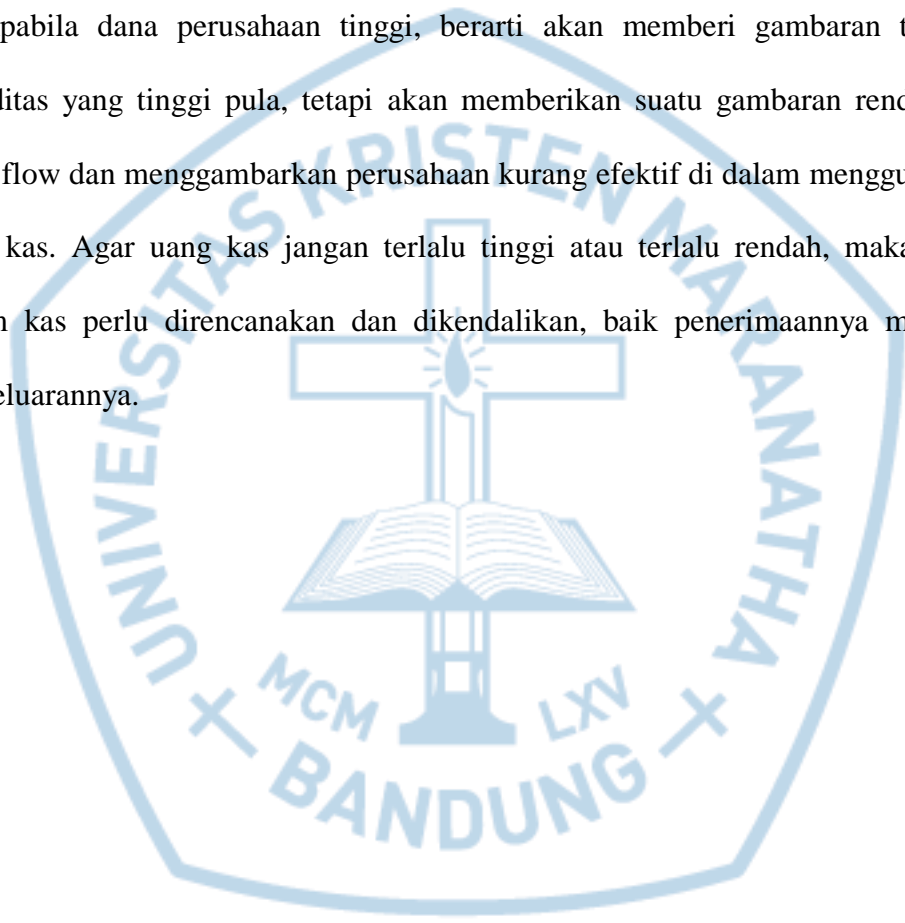 pabila dana perusahaan tinggi, berarti akan memberi gambaran t
ditas yang tinggi pula, tetapi akan memberikan suatu gambaran rend
flow dan menggambarkan perusahaan kurang efektif di dalam menggu
kas. Agar uang kas jangan terlalu tinggi atau terlalu rendah, maka
n kas perlu direncanakan dan dikendalikan, baik penerimaannya m
eluarannya.
UNIVERSITAS KRISTEN MARANATHA
MCM LXV
BANDUNG